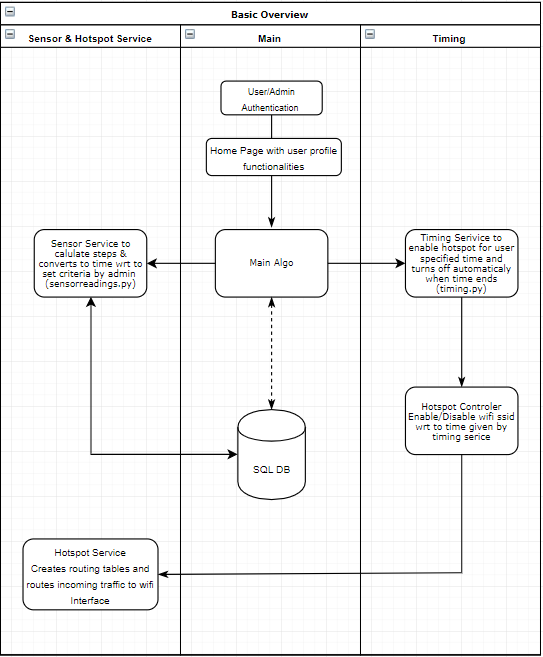 Basic Overview
Sensor & Hotspot Service
Main
Timing
User/Admin
Authentication
Home Page with user profile
functionalities
Sensor Service to
calulate steps &
converts to time wrt to
set criteria by admin
(sensorreadings.py)
Main Algo
Timing Serivice to
enable hotspot for user
specified time and
turns off automaticaly
when time ends
(timing.py)
Hotspot Controler
Enable/Disable wifi ssid
wrt to time given by
timing serice
SQL DB
Hotspot Service
Creates routing tables and
routes incoming traffic to wifi
Interface